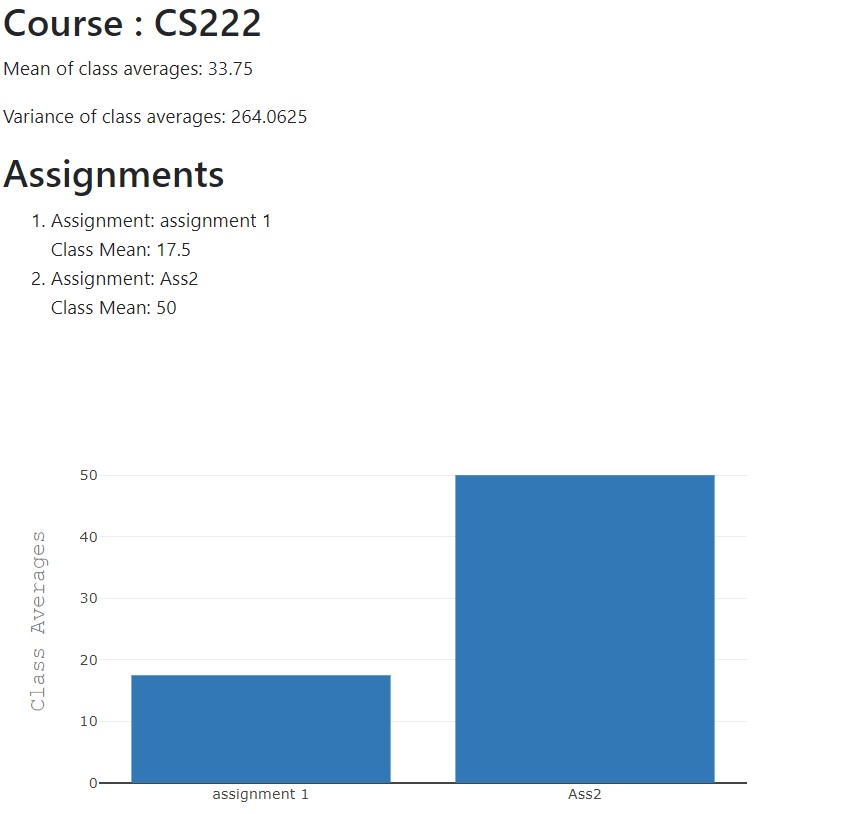 Course : CS222
Mean of class averages: 33.75
Variance of class averages: 264.0625
Assignments
1. Assignment: assignment 1
Class Mean: 17.5
2. Assignment: Ass2
Class Mean: 50
Class Averages
50
40
30
20
10
0
assignment 1
Ass2